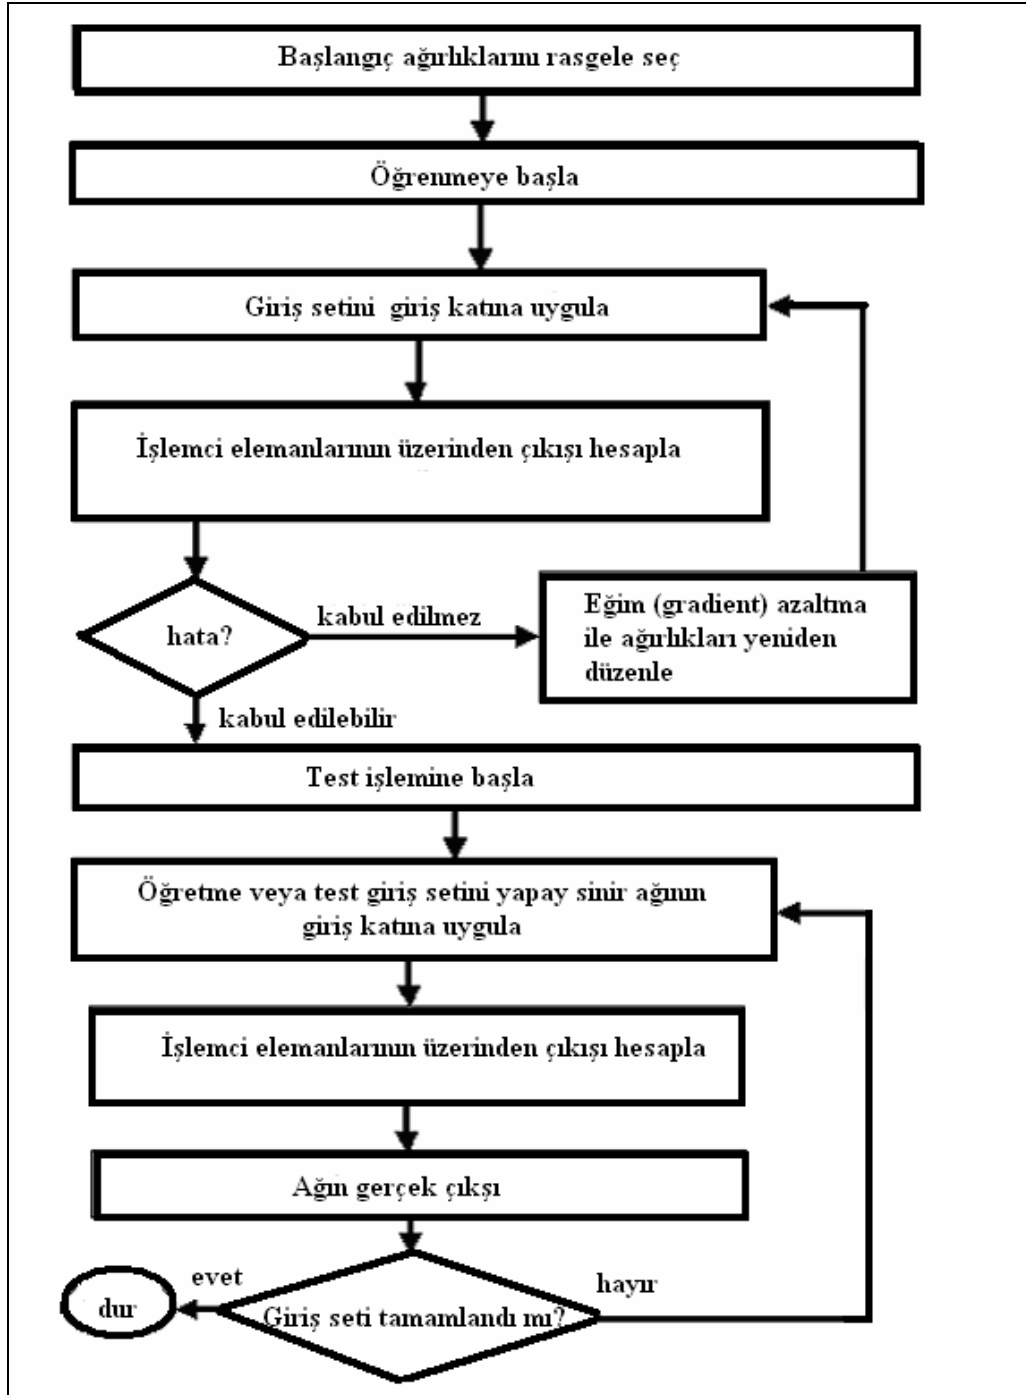 Başlangıç ağırlıklarını rasgele seç
Öğrenmeye başla
Giriş setini giriş katına uygula
İşlemci elemanlarının üzerinden çıkışı hesapla
hata?
kabul edilmez
Eğim (gradient) azaltma
ile ağırlıkları yeniden
düzenle
kabul edilebilir
Test işlemine başla
Öğretme veya test giriş setini yapay sinir ağının
giriş katına uygula
İşlemci elemanlarının üzerinden çıkışı hesapla
Ağın gerçek çıkşı
evet
hayır
dur
Giriş seti tamamlandı mı?